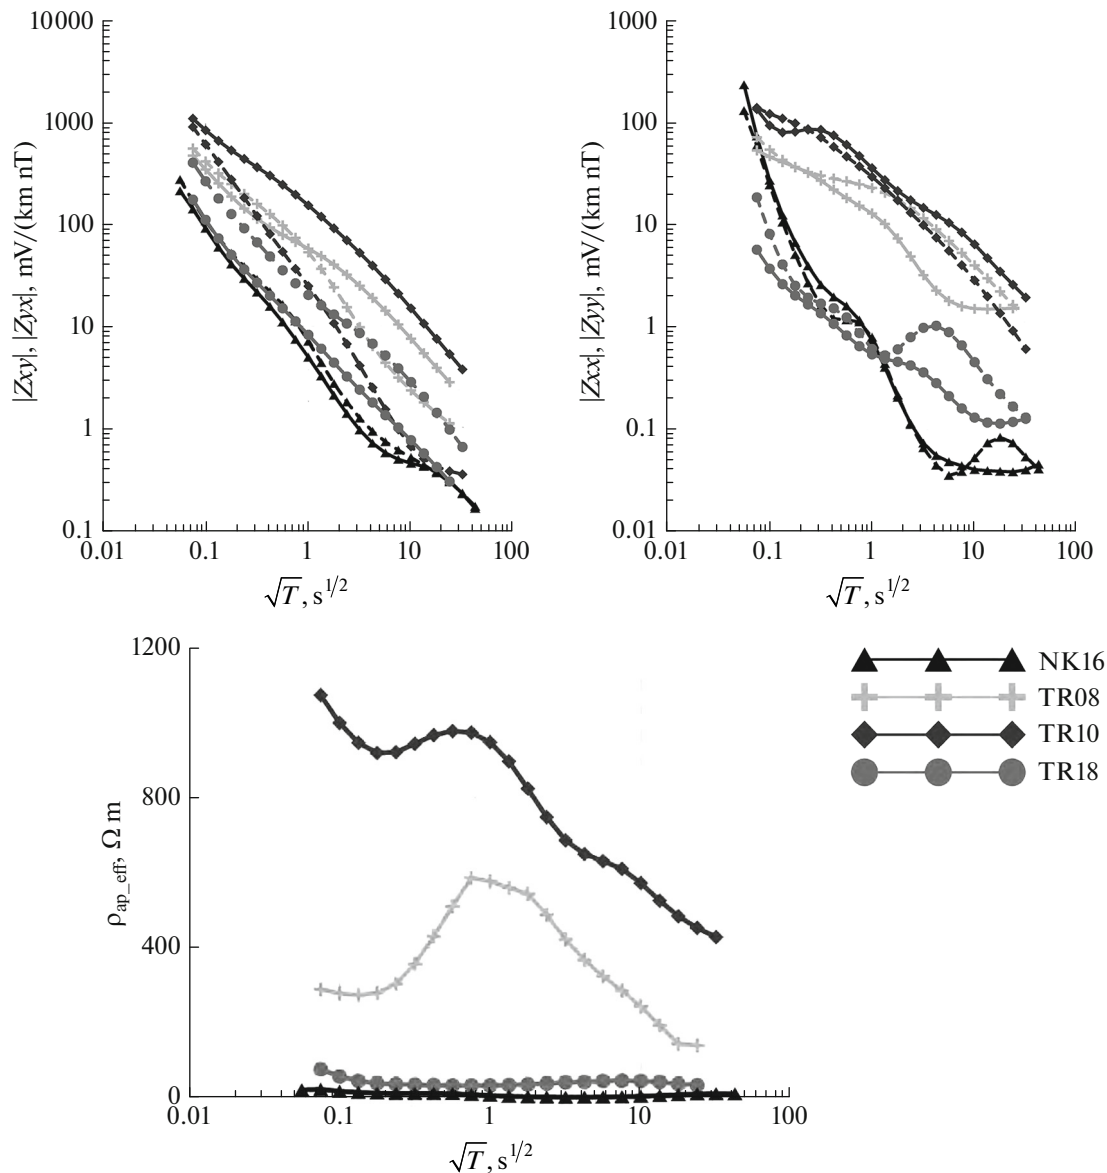 10000
1000
100
10
1
0.1
|Zxy|, |Zyx|, mV/(km nT)
0.01 0.1 1 10 100
√T, s^1/2
1000
100
10
1
0.1
0.01
|Zxx|, |Zyy|, mV/(km nT)
0.01 0.1 1 10 100
√T, s^1/2
1200
800
400
0
ρap_eff, Ω m
0.01 0.1 1 10 100
√T, s^1/2
NK16
TR08
TR10
TR18